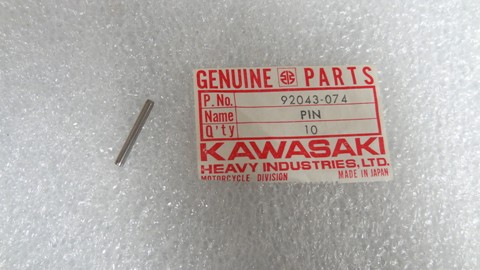 GENUINE PARTS
P.No. 92043-074
Name PIN
Q'ty 10
KAWASAKI
HEAVY INDUSTRIES, LTD.
MOTORCYCLE DIVISION MADE IN JAPAN